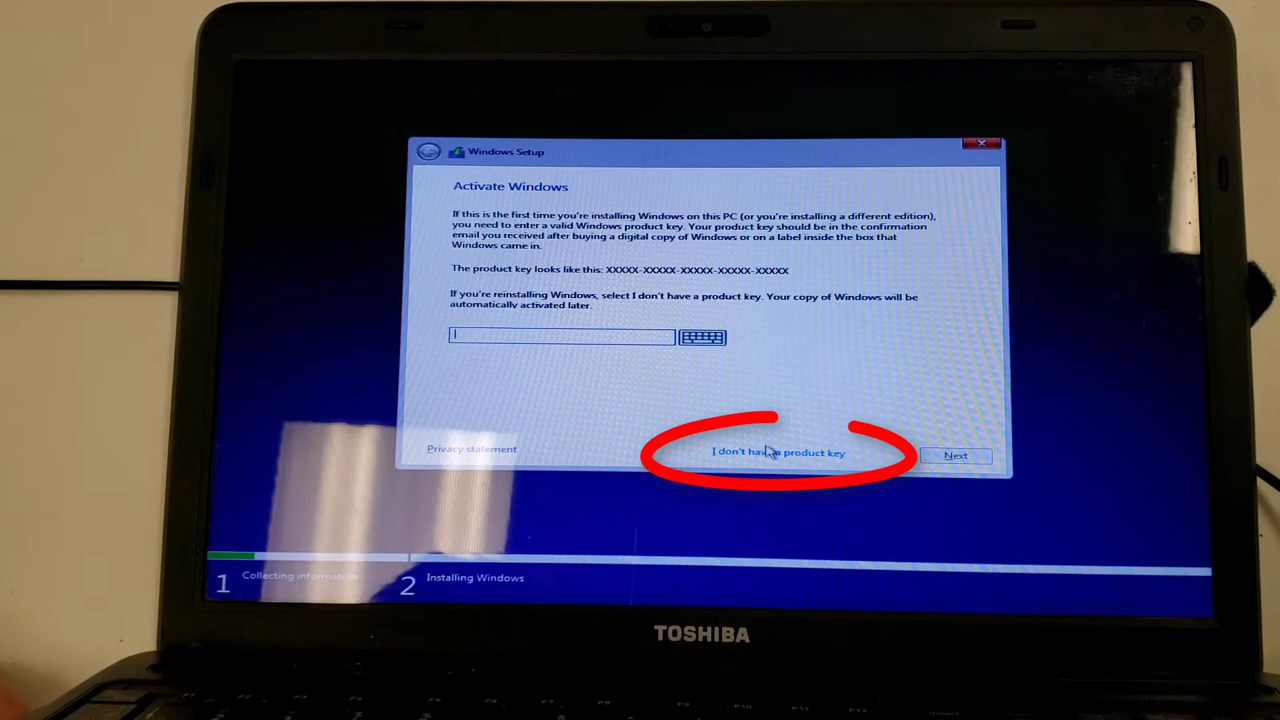 Windows Setup
Activate Windows
If this is the first time you're installing Windows on this PC (or you're installing a different edition),
you need to enter a valid Windows product key. Your product key should be in the confirmation
email you received after buying a digital copy of Windows or on a label inside the box that
Windows came in.
The product key looks like this: XXXXX-XXXXX-XXXXX-XXXXX-XXXXX
If you're reinstalling Windows, select I don't have a product key. Your copy of Windows will be
automatically activated later.
Privacy statement
I don't have a product key
Next
1 Collecting information
2 Installing Windows
TOSHIBA